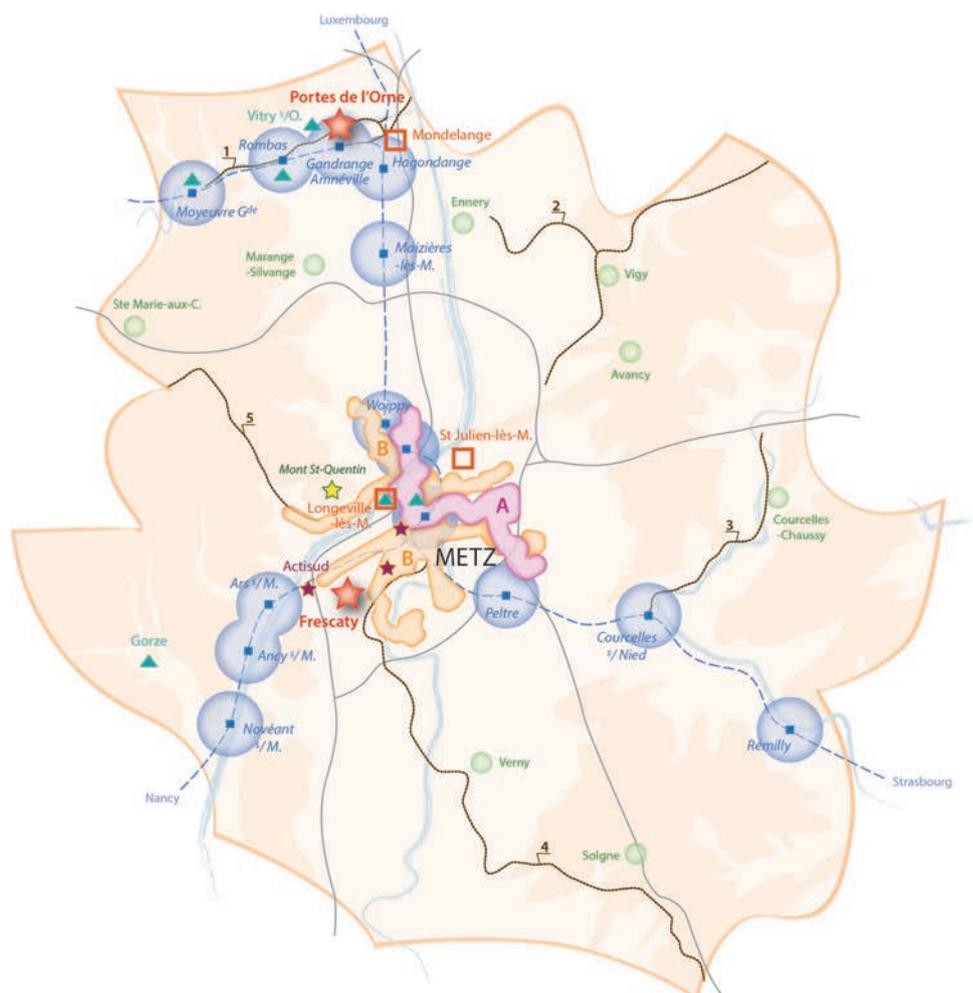 Luxembourg
Portes de l'Orne
Vitry s/O.
Mondelange
Rombas
1
Gandrange
Amnéville
Hagondange
Moyeuvre Gde
Ennery
2
Maizières
-lès-M.
Marange
-Silvange
Vigy
Ste Marie-aux-C.
Avancy
5
Woippy
B
St Julien-lès-M.
Mont St-Quentin
Longeville
-lès-M.
A
3
Courcelles
-Chaussy
B
METZ
Actisud
Ars s/M.
Frescaty
Peltre
Courcelles
s/Nied
Gorze
Ancy s/M.
Novéant
s/M.
Rémilly
Verny
Nancy
Strasbourg
4
Solgne